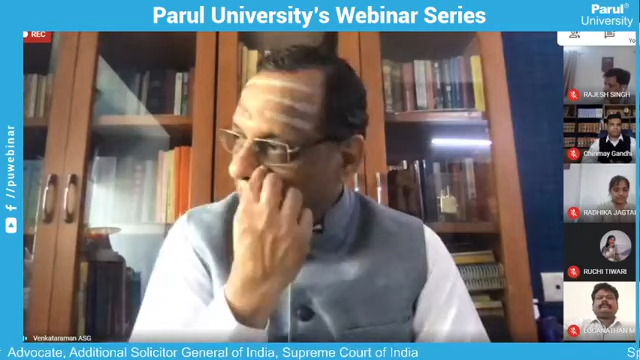 Parul University's Webinar Series
Parul®
University
REC
Yo
RAJESH SINGH
Chinmay Gandhi
RADHIKA JAGTAP
RUCHI TIWARI
LOGANATHAN M
f //puwebinar
Venkataraman ASG
Advocate, Additional Solicitor General of India, Supreme Court of India
S